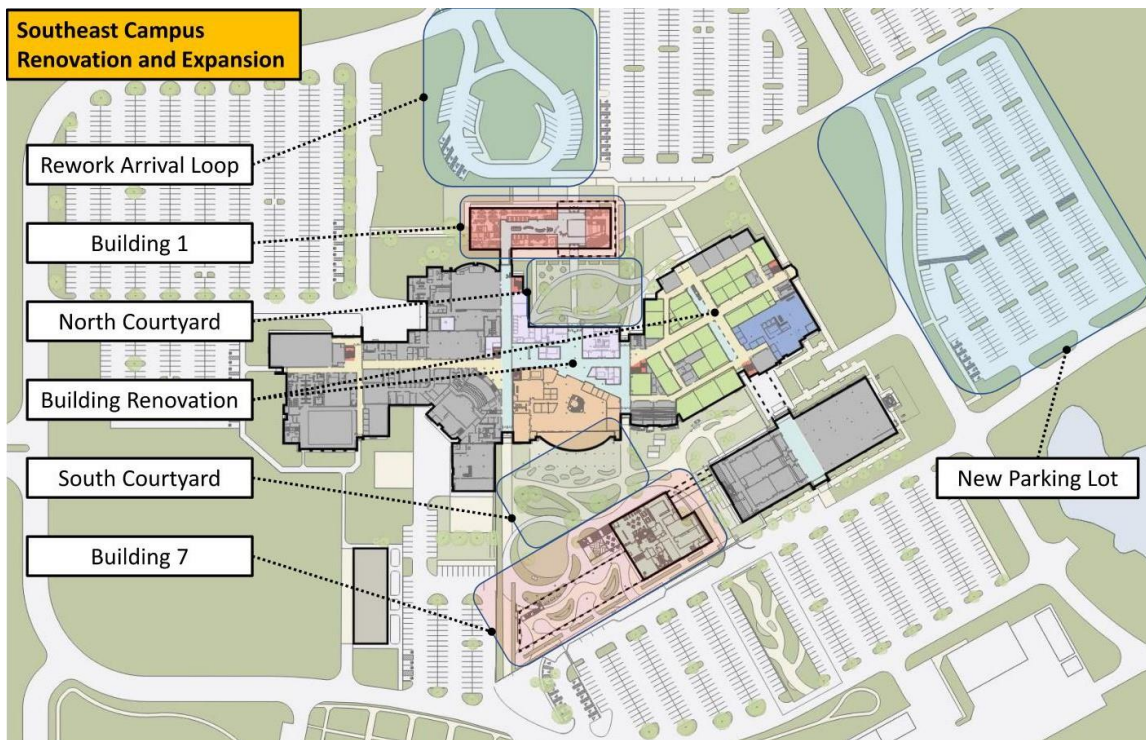 Southeast Campus
Renovation and Expansion
Rework Arrival Loop
Building 1
North Courtyard
Building Renovation
South Courtyard
New Parking Lot
Building 7